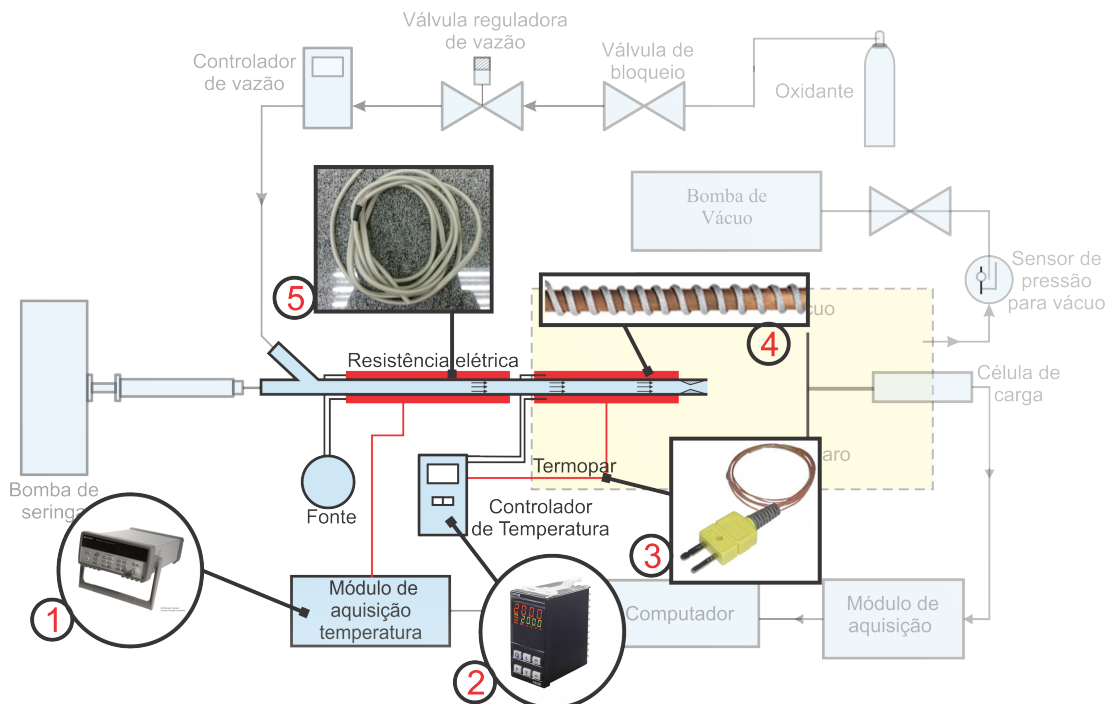 Válvula reguladora
de vazão
Controlador
de vazão
Válvula de
bloqueio
Oxidante
Bomba de
Vácuo
Sensor de
pressão
para vácuo
5
4
cuo
Resistência elétrica
Célula de
carga
aro
Termopar
Bomba de
seringa
Fonte
Controlador
de Temperatura
3
1
Módulo de
aquisição
temperatura
2
Computador
Módulo de
aquisição